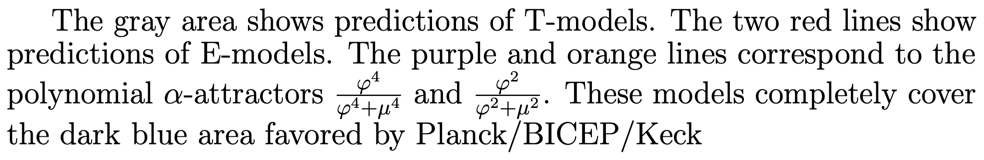 The gray area shows predictions of T-models. The two red lines show
predictions of E-models. The purple and orange lines correspond to the
polynomial α-attractors $\frac{\varphi^4}{\varphi^4+\mu^4}$ and $\frac{\varphi^2}{\varphi^2+\mu^2}$. These models completely cover
the dark blue area favored by Planck/BICEP/Keck